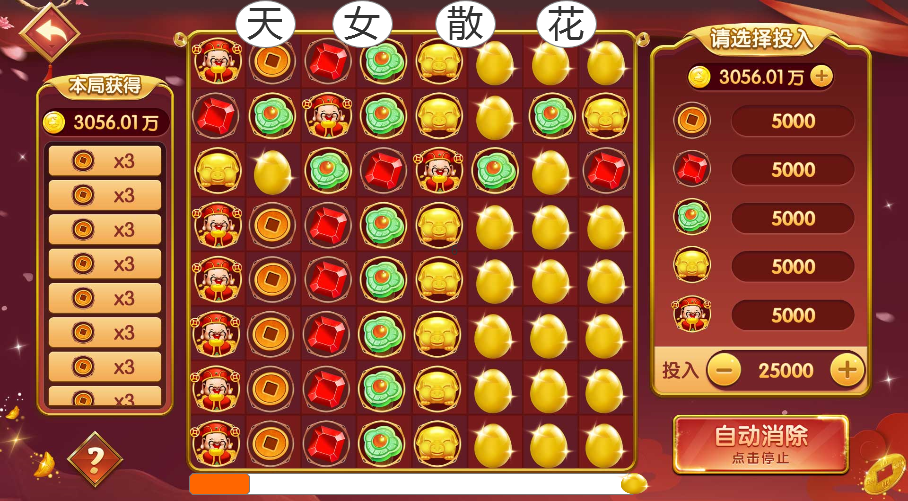 天 女 散 花
本局获得
3056.01万
x3
x3
x3
x3
x3
x3
x3
x3
请选择投入
3056.01万 +
5000
5000
5000
5000
5000
投入 − 25000 +
自动消除
点击停止
?